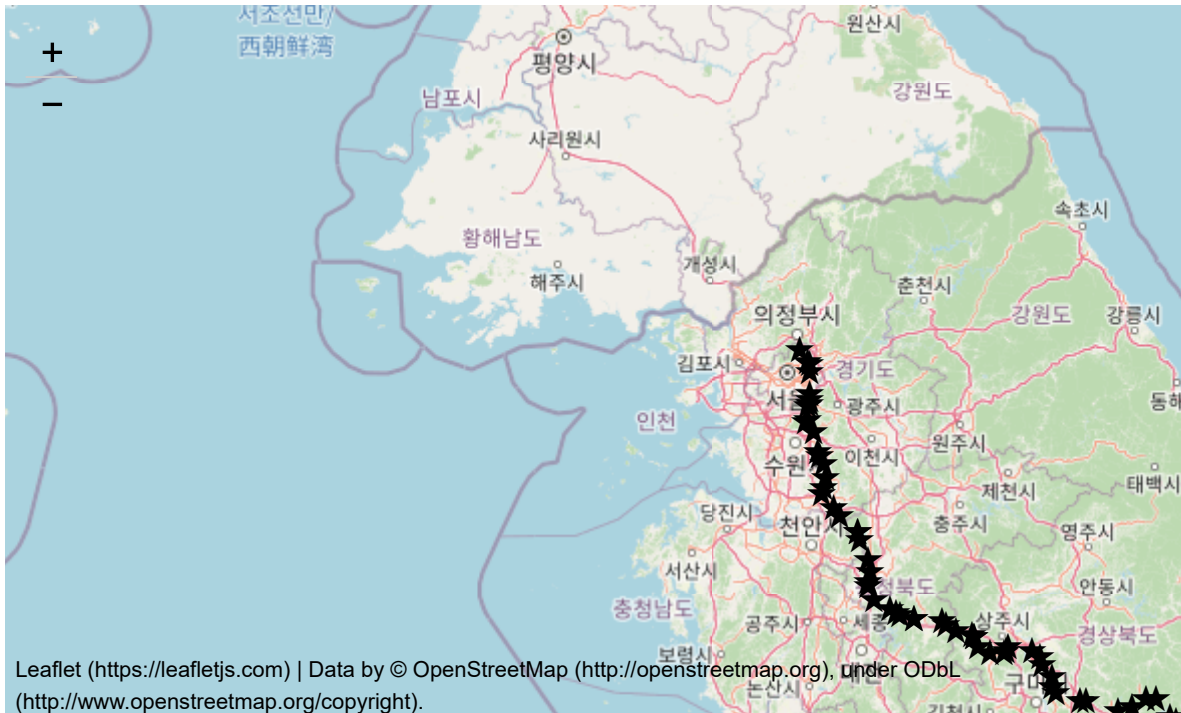 서조선만/
西朝鮮湾
+
−
원산시
평양시
강원도
남포시
사리원시
속초시
황해남도
개성시
해주시
춘천시
의정부시
강원도
강릉시
김포시
경기도
동해
서울
광주시
인천
원주시
수원
이천시
태백시
제천시
당진시
천안시
충주시
영주시
서산시
청북도
안동시
충청남도
공주시
세종
상주시
경상북도
보령시
Leaflet (https://leafletjs.com) | Data by © OpenStreetMap (http://openstreetmap.org), under ODbL
(http://www.openstreetmap.org/copyright).
논산시
김천시